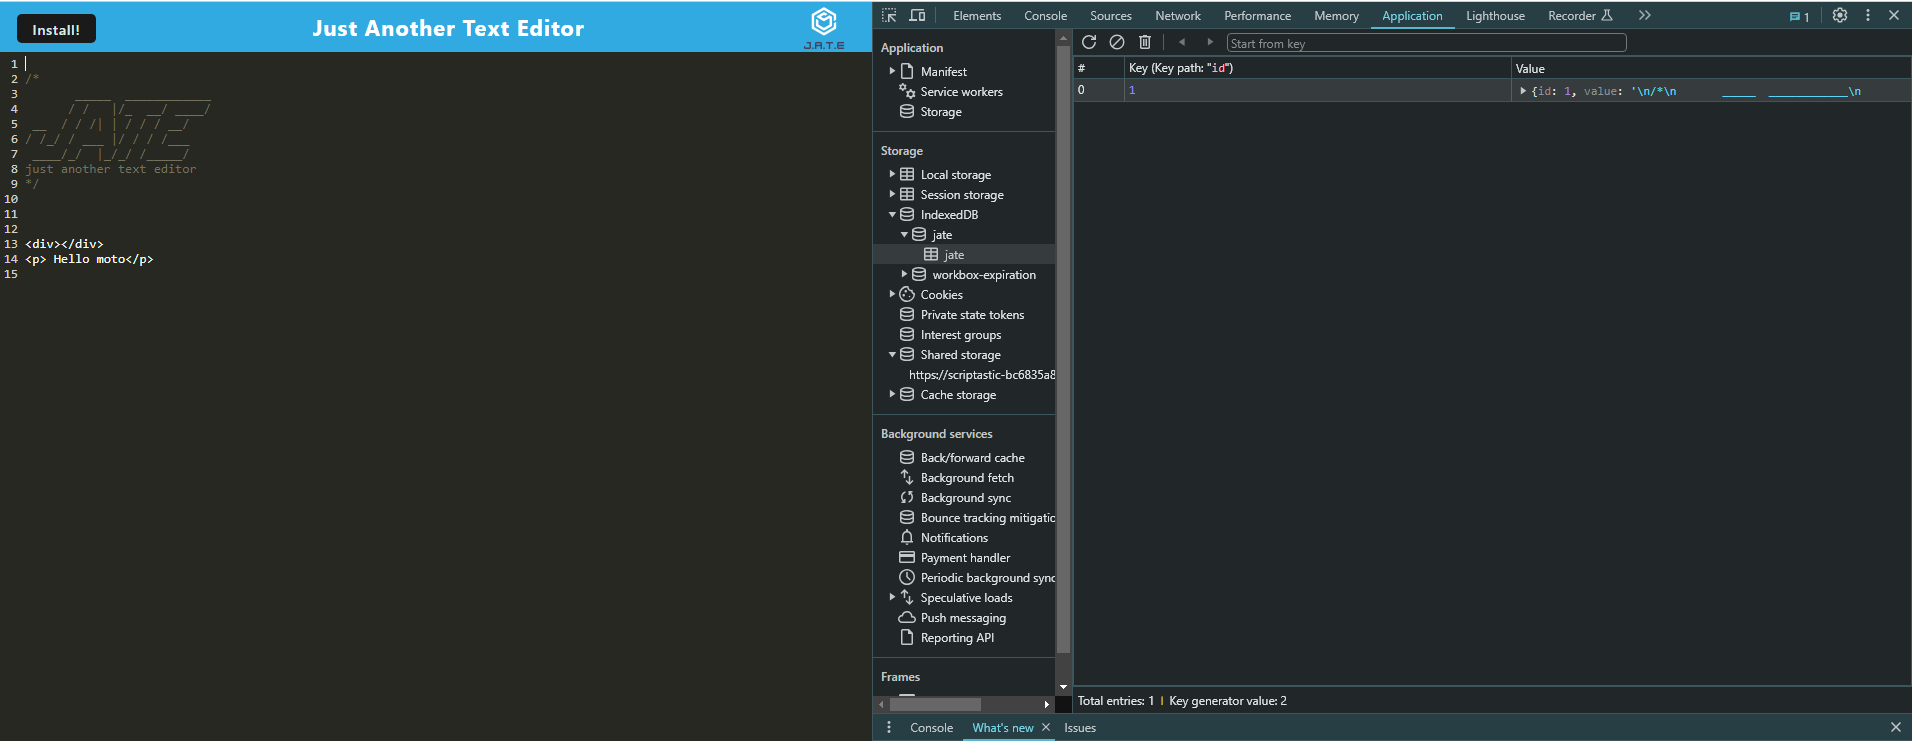 Install!
Just Another Text Editor
J.A.T.E
1
2 /*
3         _____  ____________
4        / /   |/_  __/ ____/
5   __  / / /| | / / / __/
6 / /_/ / ___ |/ / / /___
7  ____/_/  |_/_/ /_____/
8 just another text editor
9 */
10
11
12
13 <div></div>
14 <p> Hello moto</p>
15
Elements Console Sources Network Performance Memory Application Lighthouse Recorder 1
Application
Manifest
Service workers
Storage
Storage
Local storage
Session storage
IndexedDB
jate
jate
workbox-expiration
Cookies
Private state tokens
Interest groups
Shared storage
https://scriptastic-bc6835a8
Cache storage
Background services
Back/forward cache
Background fetch
Background sync
Bounce tracking mitigatio
Notifications
Payment handler
Periodic background sync
Speculative loads
Push messaging
Reporting API
Frames
Start from key
# Key (Key path: "id") Value
0 1 {id: 1, value: '\n/*\n       _____  ____________\n
Total entries: 1 Key generator value: 2
Console What's new Issues